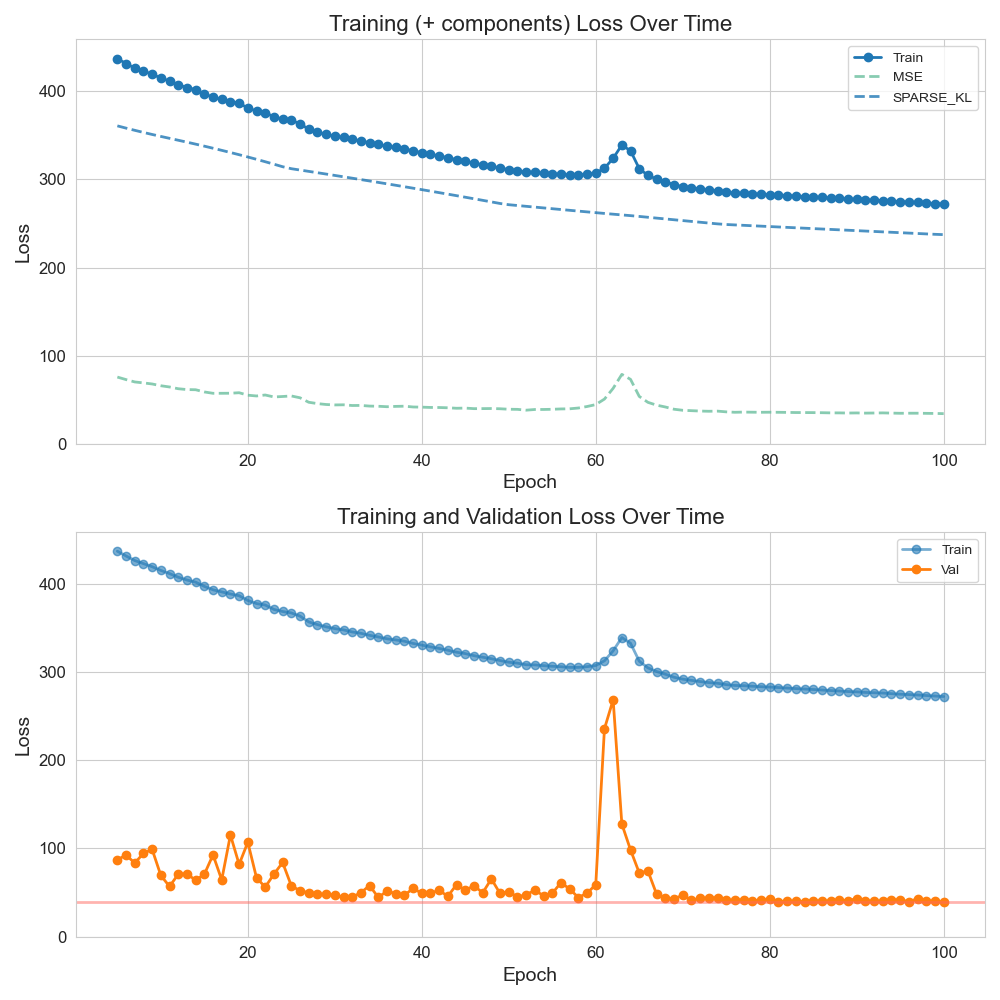 Training (+ components) Loss Over Time
Train
MSE
SPARSE_KL
Loss
400
300
200
100
0
20 40 60 80 100
Epoch
Training and Validation Loss Over Time
Train
Val
Loss
400
300
200
100
0
20 40 60 80 100
Epoch